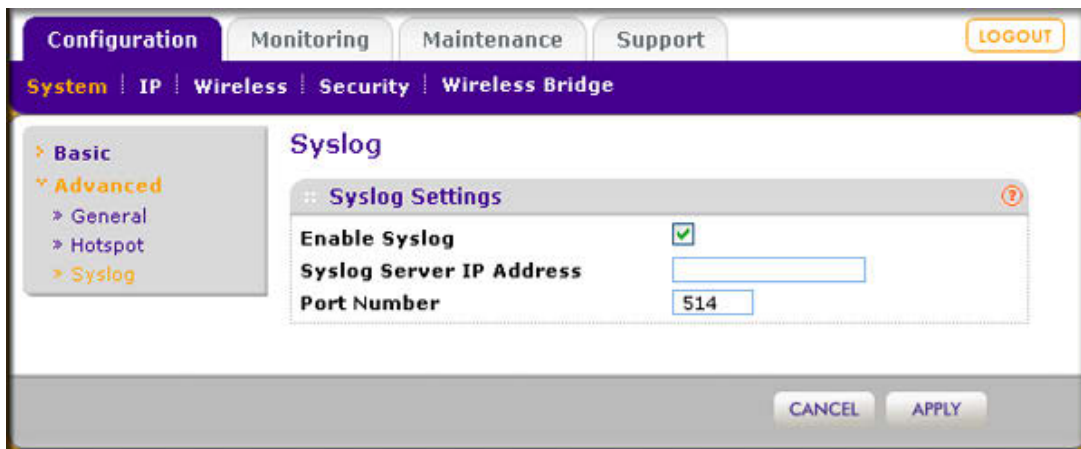 Configuration Monitoring Maintenance Support LOGOUT
System IP Wireless Security Wireless Bridge
Basic
Advanced
General
Hotspot
Syslog
Syslog
Syslog Settings ?
Enable Syslog
Syslog Server IP Address
Port Number 514
CANCEL APPLY